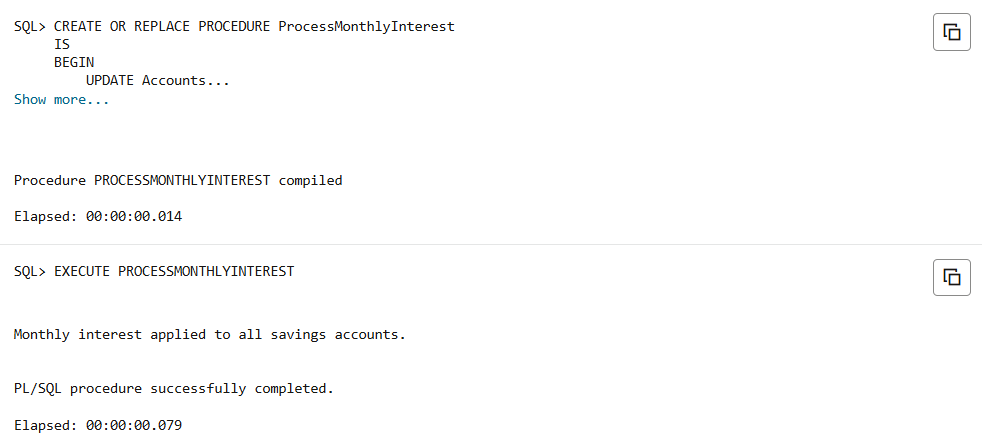 SQL> CREATE OR REPLACE PROCEDURE ProcessMonthlyInterest
     IS
     BEGIN
         UPDATE Accounts...
Show more...
Procedure PROCESSMONTHLYINTEREST compiled
Elapsed: 00:00:00.014
SQL> EXECUTE PROCESSMONTHLYINTEREST
Monthly interest applied to all savings accounts.
PL/SQL procedure successfully completed.
Elapsed: 00:00:00.079